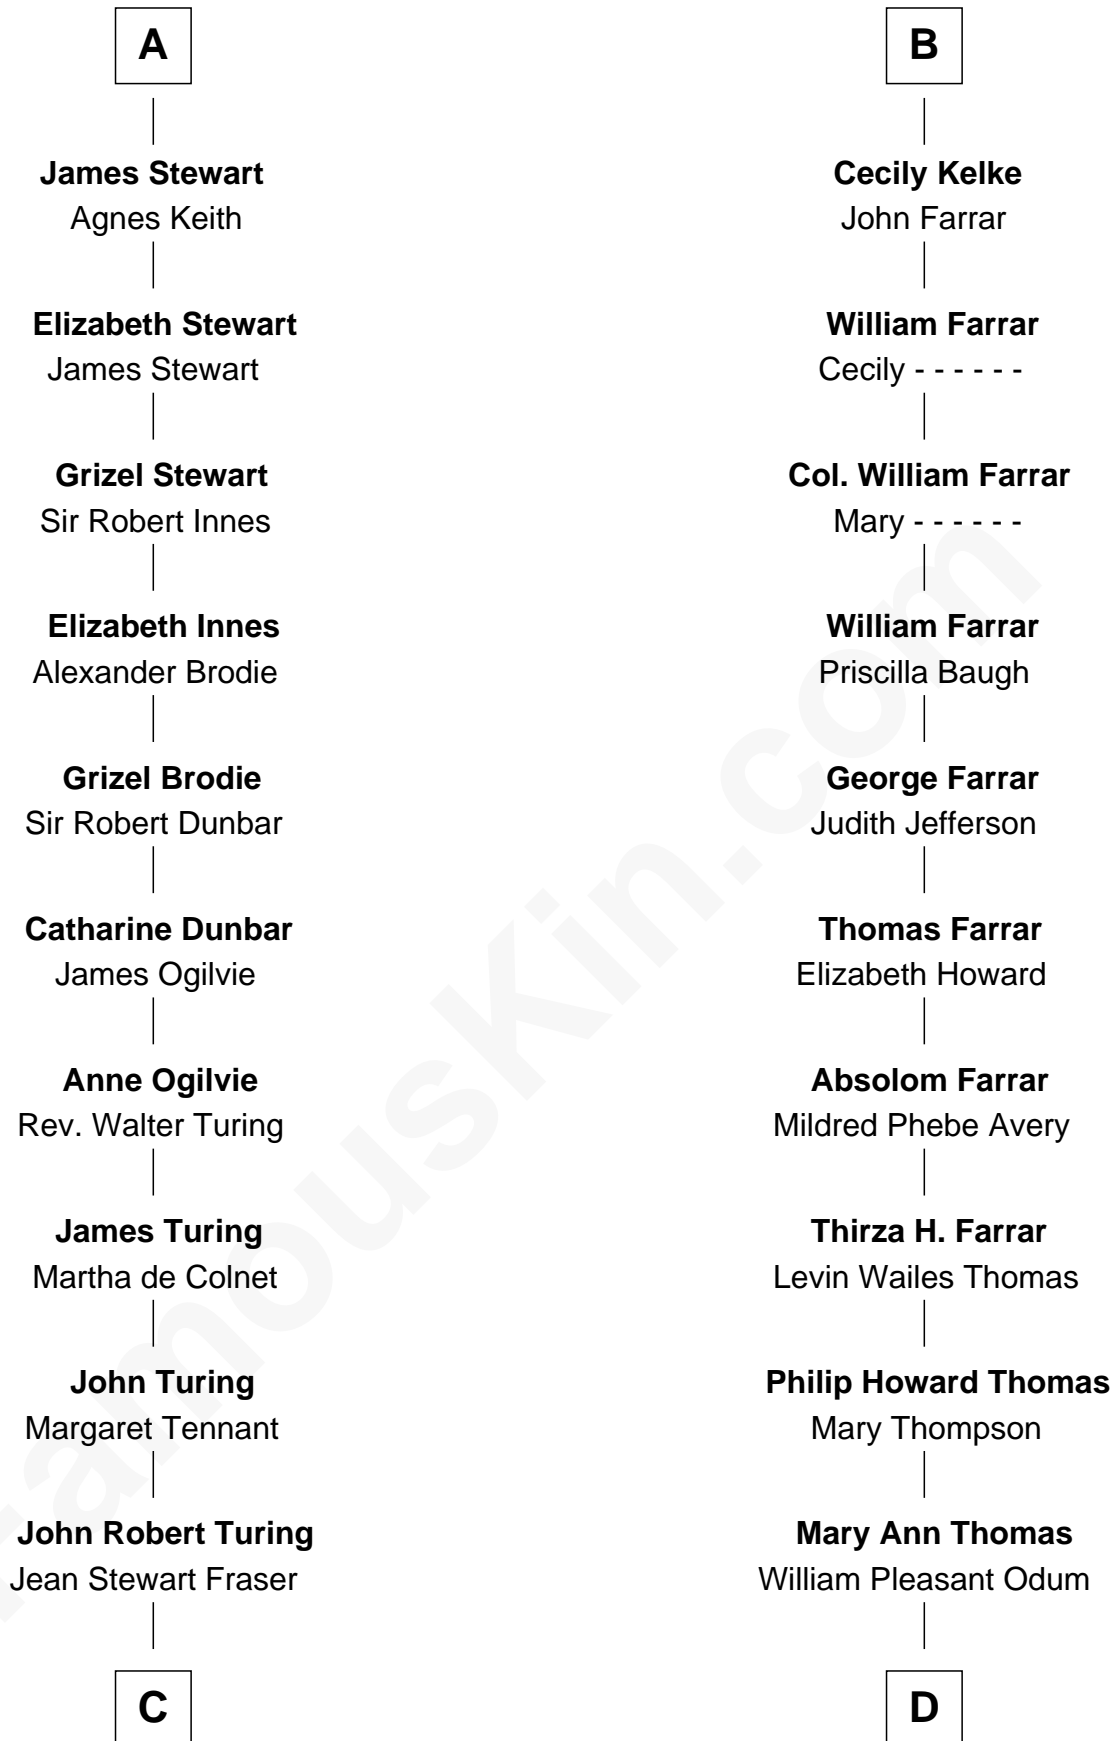 A
James Stewart
Agnes Keith
Elizabeth Stewart
James Stewart
Grizel Stewart
Sir Robert Innes
Elizabeth Innes
Alexander Brodie
Grizel Brodie
Sir Robert Dunbar
Catharine Dunbar
James Ogilvie
Anne Ogilvie
Rev. Walter Turing
James Turing
Martha de Colnet
John Turing
Margaret Tennant
John Robert Turing
Jean Stewart Fraser
C
B
Cecily Kelke
John Farrar
William Farrar
Cecily - - - - - -
Col. William Farrar
Mary - - - - - -
William Farrar
Priscilla Baugh
George Farrar
Judith Jefferson
Thomas Farrar
Elizabeth Howard
Absolom Farrar
Mildred Phebe Avery
Thirza H. Farrar
Levin Wailes Thomas
Philip Howard Thomas
Mary Thompson
Mary Ann Thomas
William Pleasant Odum
D
FamousKin.com